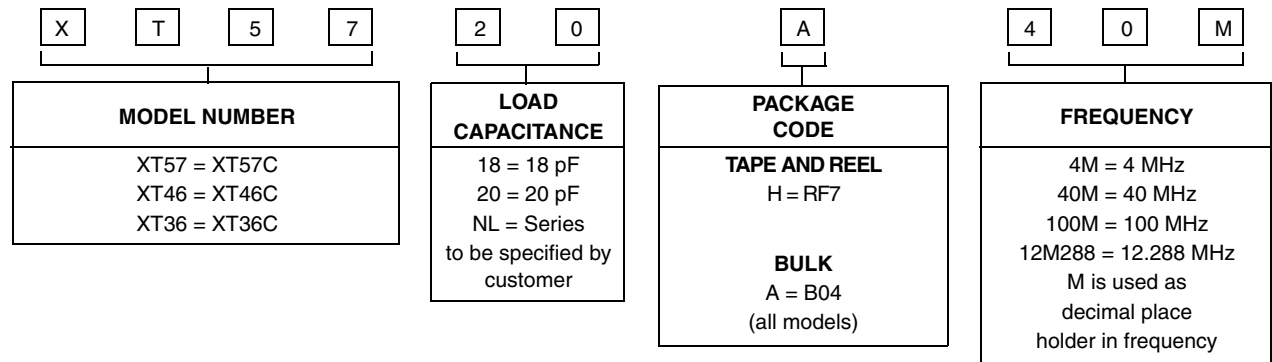 X T 5 7 2 0 A 4 0 M
MODEL NUMBER
XT57 = XT57C
XT46 = XT46C
XT36 = XT36C
LOAD
CAPACITANCE
18 = 18 pF
20 = 20 pF
NL = Series
to be specified by
customer
PACKAGE
CODE
TAPE AND REEL
H = RF7
BULK
A = B04
(all models)
FREQUENCY
4M = 4 MHz
40M = 40 MHz
100M = 100 MHz
12M288 = 12.288 MHz
M is used as
decimal place
holder in frequency